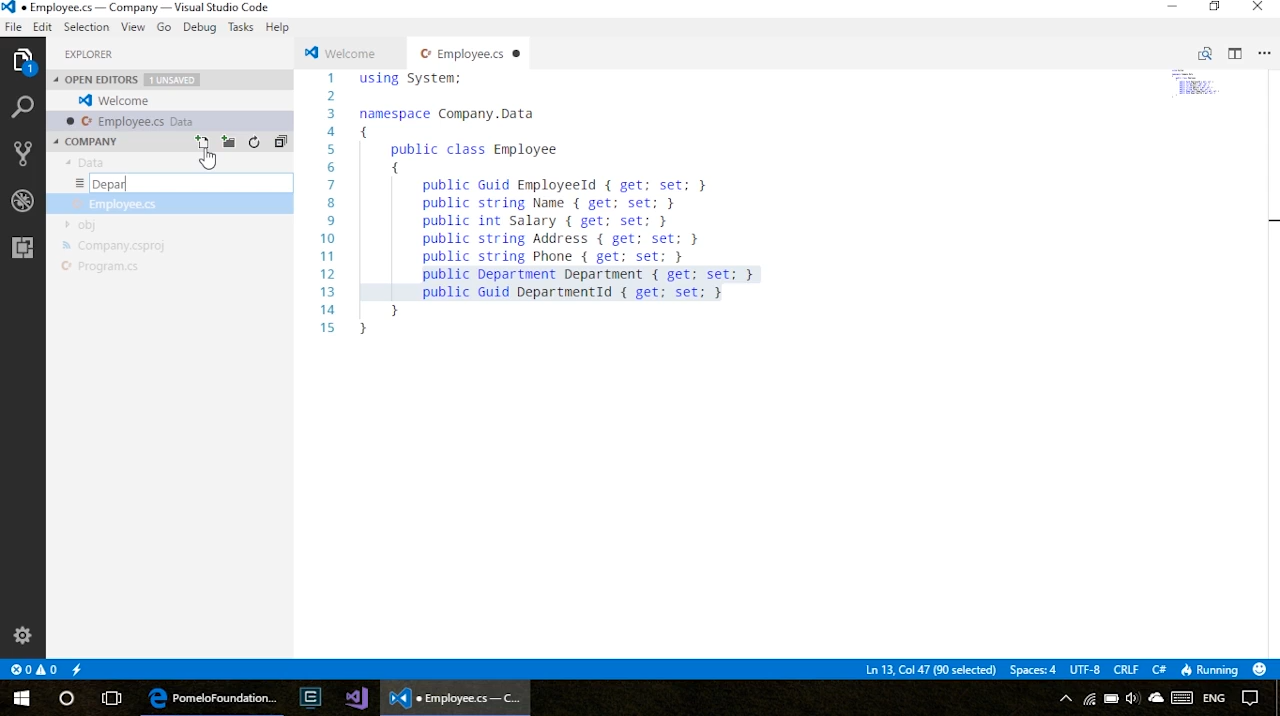 ● Employee.cs — Company — Visual Studio Code
File Edit Selection View Go Debug Tasks Help
EXPLORER
Welcome
C# Employee.cs ●
OPEN EDITORS 1 UNSAVED
Welcome
● C# Employee.cs Data
COMPANY
Data
Depar
Employee.cs
obj
Company.csproj
C# Program.cs
1
1 using System;
2
3 namespace Company.Data
4 {
5 public class Employee
6 {
7 public Guid EmployeeId { get; set; }
8 public string Name { get; set; }
9 public int Salary { get; set; }
10 public string Address { get; set; }
11 public string Phone { get; set; }
12 public Department Department { get; set; }
13 public Guid DepartmentId { get; set; }
14 }
15 }
0 0
Ln 13, Col 47 (90 selected) Spaces: 4 UTF-8 CRLF C# Running
PomeloFoundation...
● Employee.cs — C...
ENG